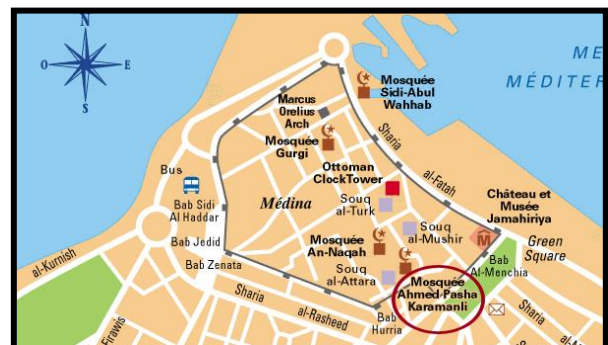 N
O
E
S
ME
MÉDITER
Mosquée
Sidi-Abul
Wahhab
Marcus
Orelius
Arch
Mosquée
Gurgi
Sharia
al-Fatah
Ottoman
ClockTower
Bus
Bab Sidi
Al Haddar
Médina
Souq
al-Turk
Château et
Musée
Jamahiriya
Souq
al-Mushir
Green
Square
Bab Jedid
Mosquée
An-Naqah
M
Bab
Al-Menchia
Bab Zenata
al-Kurnish
Souq
al-Attara
Mosquée
Ahmed-Pasha
Karamanli
Sharia
al-Rasheed
Bab
Hurria
Firawis
Sharia